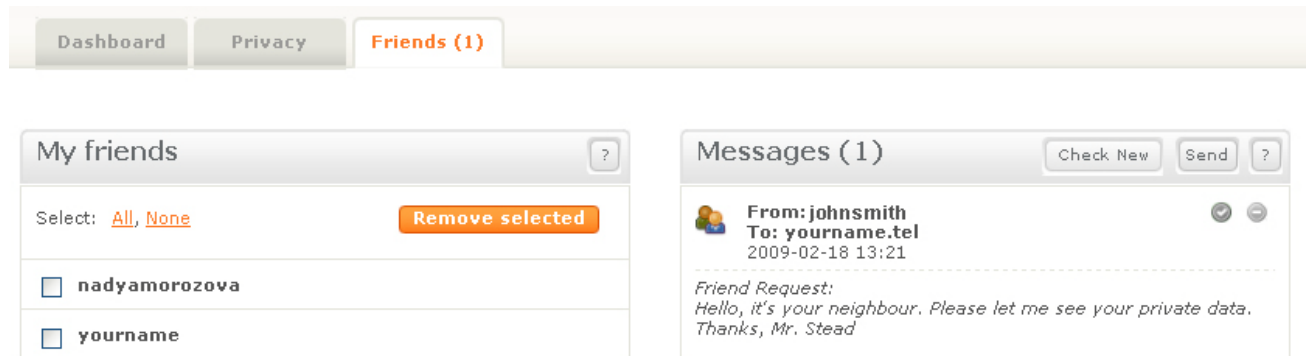 Dashboard
Privacy
Friends (1)
My friends
?
Select: All, None
Remove selected
nadyamorozova
yourname
Messages (1)
Check New
Send
?
From: johnsmith
To: yourname.tel
2009-02-18 13:21
Friend Request:
Hello, it's your neighbour. Please let me see your private data.
Thanks, Mr. Stead